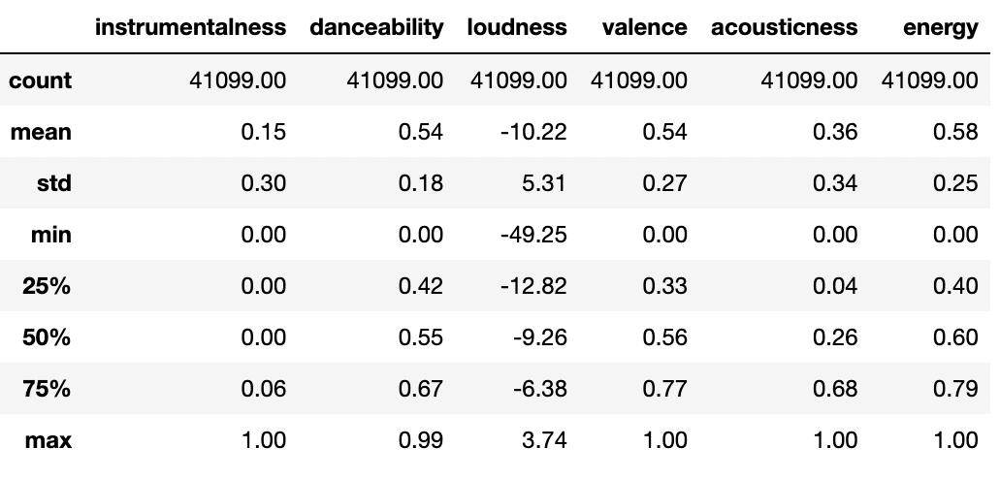 instrumentalness danceability loudness valence acousticness energy
count 41099.00 41099.00 41099.00 41099.00 41099.00 41099.00
mean 0.15 0.54 -10.22 0.54 0.36 0.58
std 0.30 0.18 5.31 0.27 0.34 0.25
min 0.00 0.00 -49.25 0.00 0.00 0.00
25% 0.00 0.42 -12.82 0.33 0.04 0.40
50% 0.00 0.55 -9.26 0.56 0.26 0.60
75% 0.06 0.67 -6.38 0.77 0.68 0.79
max 1.00 0.99 3.74 1.00 1.00 1.00